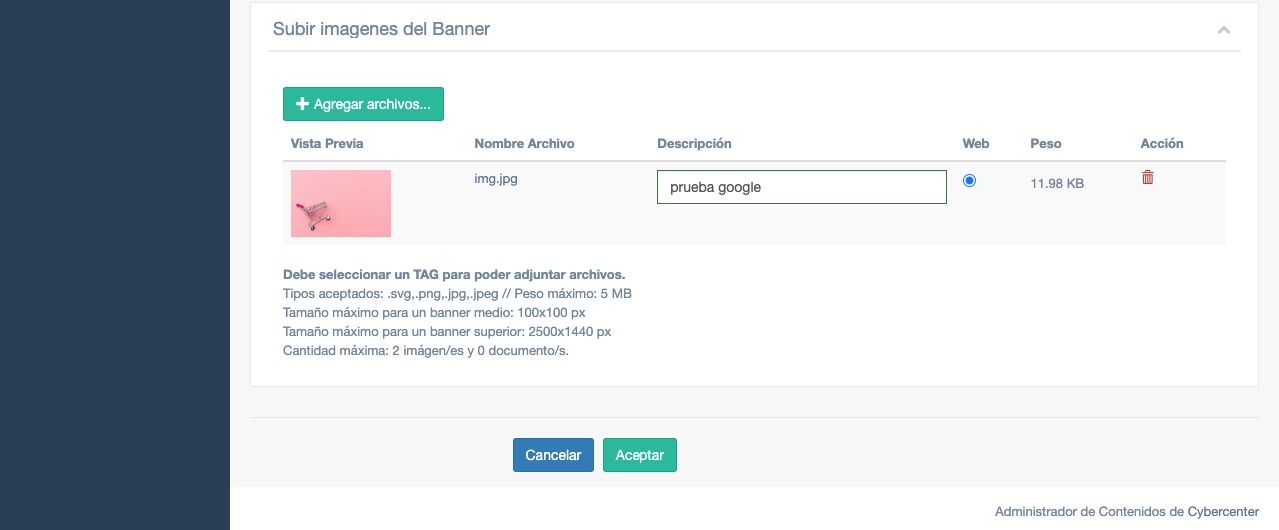 Subir imagenes del Banner
Agregar archivos...
Vista Previa Nombre Archivo Descripción Web Peso Acción
img.jpg prueba google 11.98 KB
Debe seleccionar un TAG para poder adjuntar archivos.
Tipos aceptados: .svg,.png,.jpg,.jpeg // Peso máximo: 5 MB
Tamaño máximo para un banner medio: 100x100 px
Tamaño máximo para un banner superior: 2500x1440 px
Cantidad máxima: 2 imágen/es y 0 documento/s.
Cancelar Aceptar
Administrador de Contenidos de Cybercenter